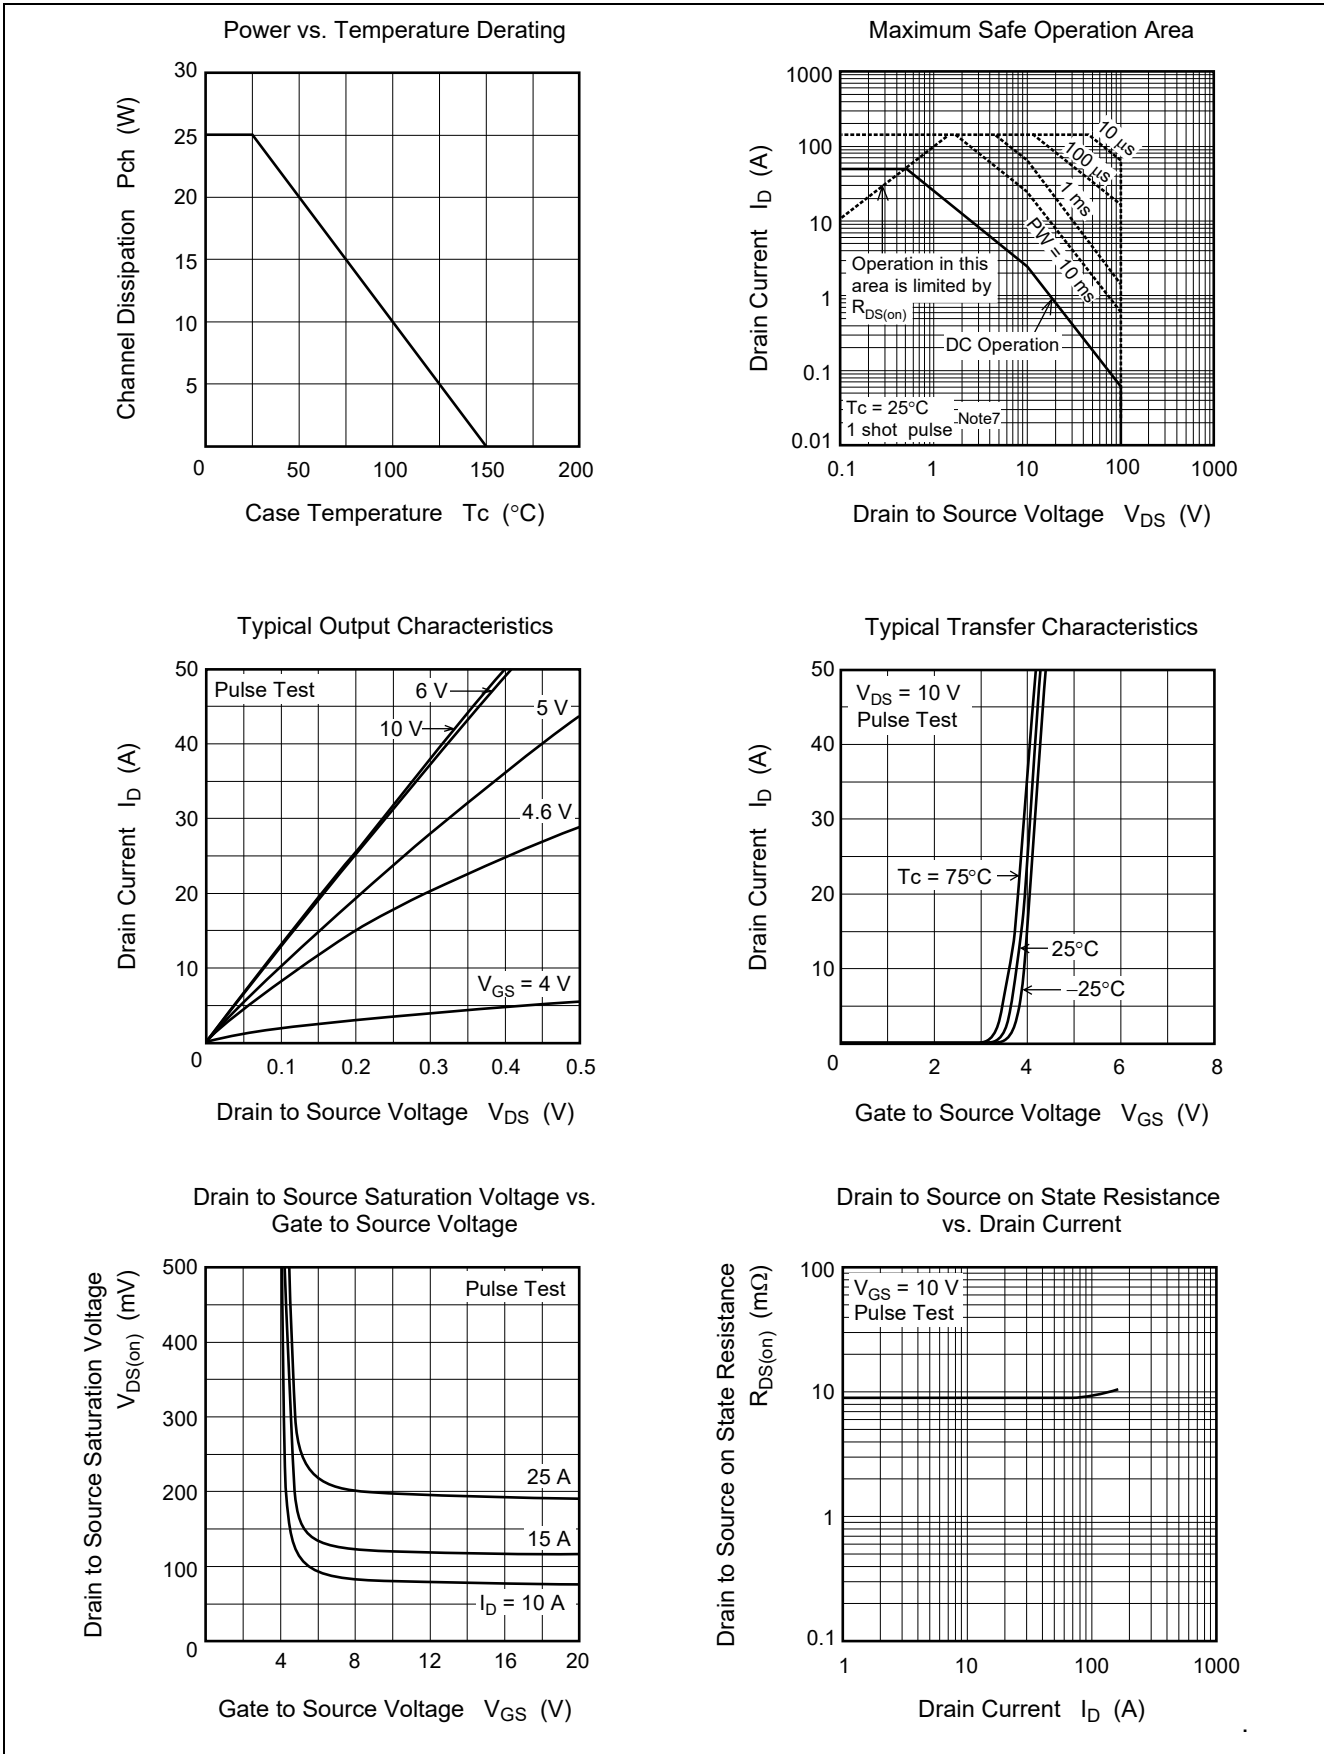 Power vs. Temperature Derating
30
25
20
15
10
5
0
50
100
150
200
Channel Dissipation Pch (W)
Case Temperature Tc (°C)
Maximum Safe Operation Area
1000
100
10
1
0.1
0.01
0.1
1
10
100
1000
Drain Current ID (A)
10 μs
100 μs
1 ms
PW = 10 ms
Operation in this
area is limited by
RDS(on)
DC Operation
Tc = 25°C
1 shot pulse
Note7
Drain to Source Voltage VDS (V)
Typical Output Characteristics
50
40
30
20
10
0
0.1
0.2
0.3
0.4
0.5
Drain Current ID (A)
Pulse Test
6 V
10 V
5 V
4.6 V
VGS = 4 V
Drain to Source Voltage VDS (V)
Typical Transfer Characteristics
50
40
30
20
10
0
2
4
6
8
Drain Current ID (A)
VDS = 10 V
Pulse Test
Tc = 75°C
25°C
–25°C
Gate to Source Voltage VGS (V)
Drain to Source Saturation Voltage vs.
Gate to Source Voltage
500
400
300
200
100
0
4
8
12
16
20
Drain to Source Saturation Voltage
VDS(on) (mV)
Pulse Test
25 A
15 A
ID = 10 A
Gate to Source Voltage VGS (V)
Drain to Source on State Resistance
vs. Drain Current
100
10
1
0.1
1
10
100
1000
Drain to Source on State Resistance
RDS(on) (mΩ)
VGS = 10 V
Pulse Test
Drain Current ID (A)
.